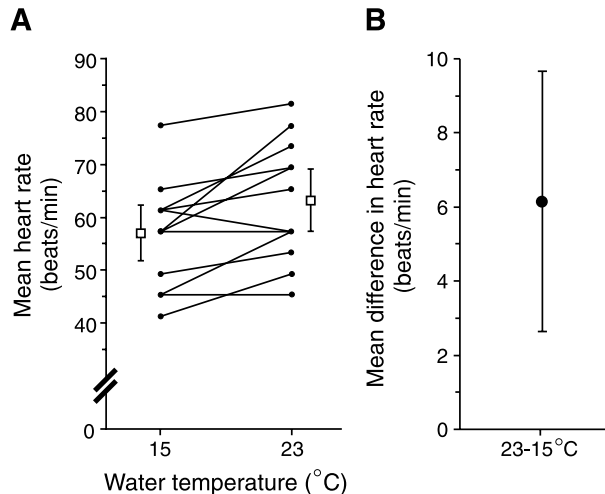 A
Mean heart rate
(beats/min)
90
80
70
60
50
40
0
15
23
Water temperature (°C)
B
Mean difference in heart rate
(beats/min)
10
8
6
4
2
0
23-15°C